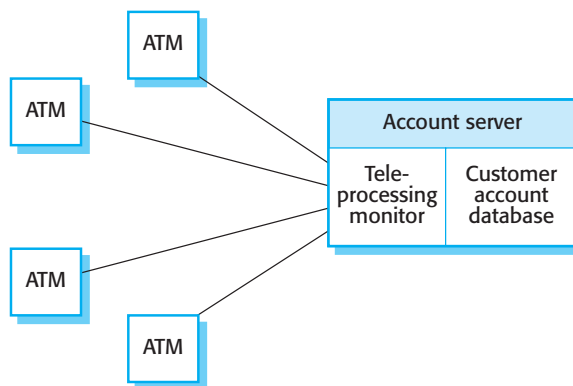 ATM
ATM
Account server
Tele-
processing
monitor
Customer
account
database
ATM
ATM